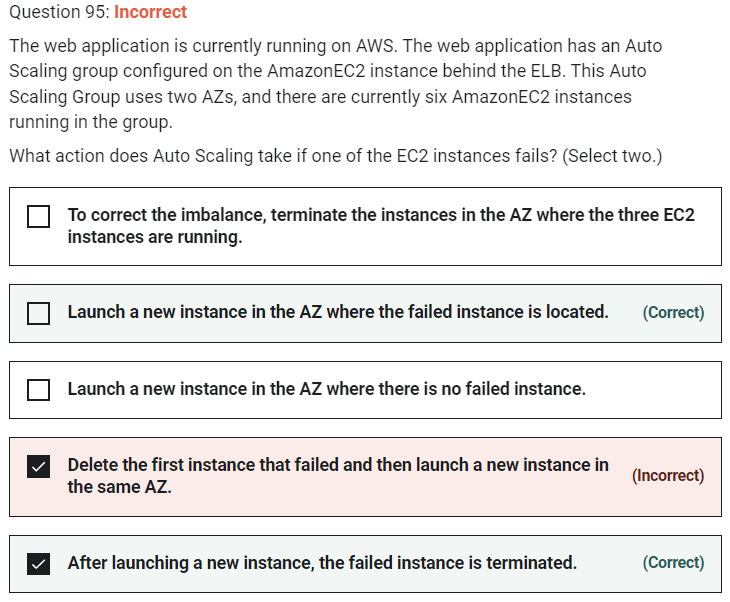 Question 95: Incorrect
The web application is currently running on AWS. The web application has an Auto
Scaling group configured on the AmazonEC2 instance behind the ELB. This Auto
Scaling Group uses two AZs, and there are currently six AmazonEC2 instances
running in the group.
What action does Auto Scaling take if one of the EC2 instances fails? (Select two.)
To correct the imbalance, terminate the instances in the AZ where the three EC2
instances are running.
Launch a new instance in the AZ where the failed instance is located. (Correct)
Launch a new instance in the AZ where there is no failed instance.
Delete the first instance that failed and then launch a new instance in
the same AZ. (Incorrect)
After launching a new instance, the failed instance is terminated. (Correct)